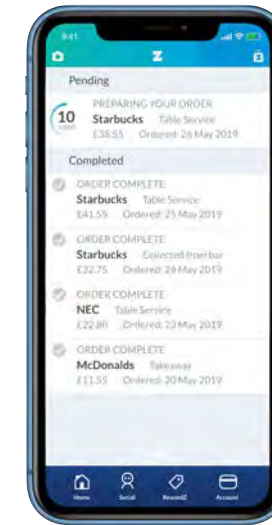 9:41
Z
Pending
10
PREPARING YOUR ORDER
Starbucks Table Service
£38.55 Ordered: 26 May 2019
Completed
ORDER COMPLETE
Starbucks Table Service
£41.55 Ordered: 25 May 2019
ORDER COMPLETE
Starbucks Collected from bar
£32.75 Ordered: 24 May 2019
ORDER COMPLETE
NEC Table Service
£22.80 Ordered: 23 May 2019
ORDER COMPLETE
McDonalds Takeaway
£11.55 Ordered: 20 May 2019
Home Social RewardZ Account